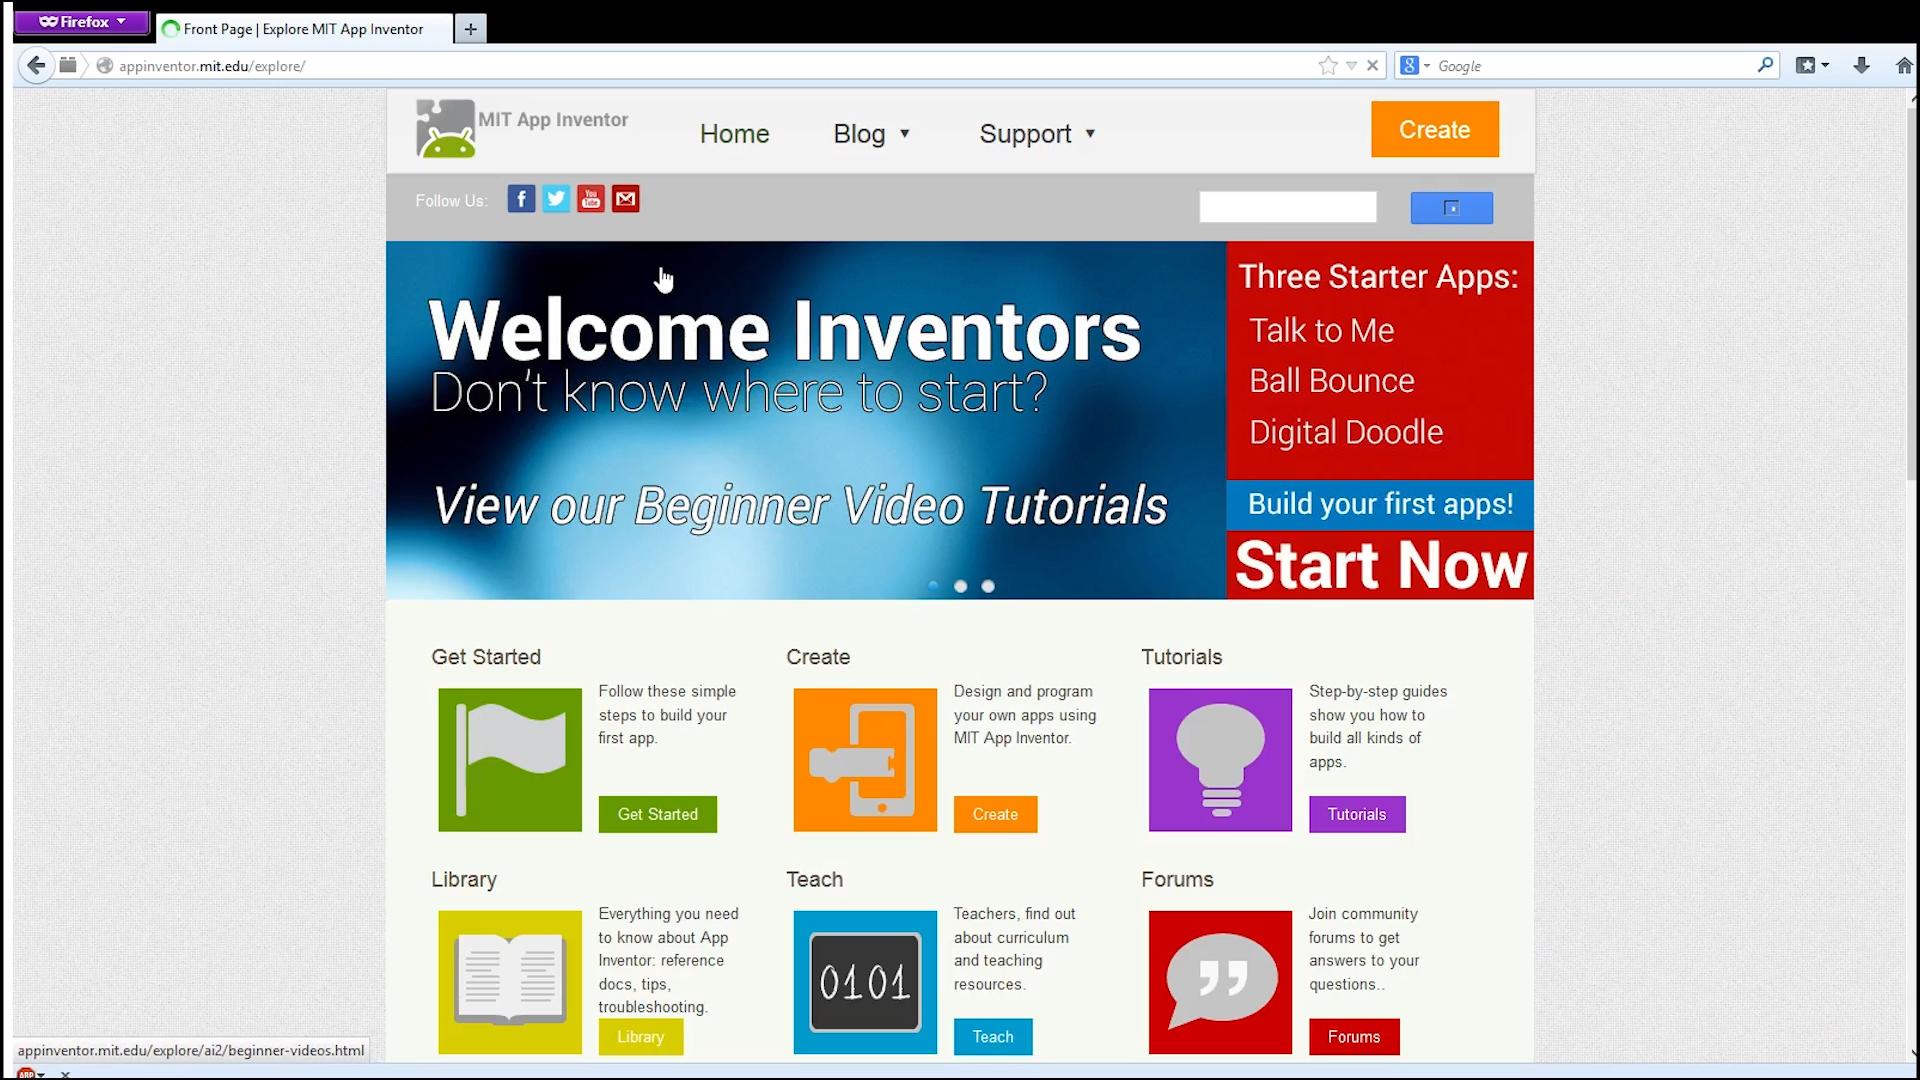 Firefox
Front Page | Explore MIT App Inventor
appinventor.mit.edu/explore/
Google
MIT App Inventor
Home
Blog
Support
Create
Follow Us:
Welcome Inventors
Don't know where to start?
View our Beginner Video Tutorials
Three Starter Apps:
Talk to Me
Ball Bounce
Digital Doodle
Build your first apps!
Start Now
Get Started
Follow these simple
steps to build your
first app.
Get Started
Create
Design and program
your own apps using
MIT App Inventor.
Create
Tutorials
Step-by-step guides
show you how to
build all kinds of
apps.
Tutorials
Library
Everything you need
to know about App
Inventor: reference
docs, tips,
troubleshooting.
Library
Teach
0101
Teachers, find out
about curriculum
and teaching
resources.
Teach
Forums
Join community
forums to get
answers to your
questions..
Forums
appinventor.mit.edu/explore/ai2/beginner-videos.html
ABP